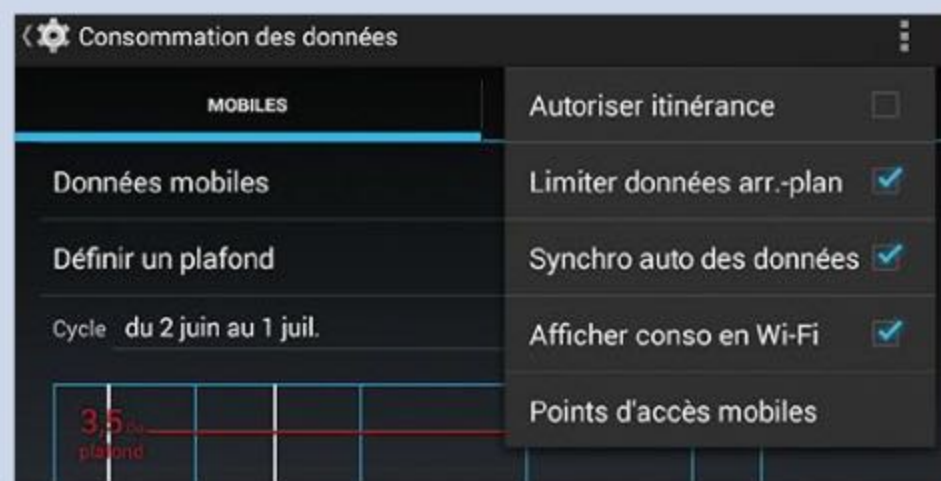 Consommation des données
MOBILES
Autoriser itinérance
Données mobiles
Limiter données arr.-plan
Définir un plafond
Synchro auto des données
Cycle du 2 juin au 1 juil.
Afficher conso en Wi-Fi
Points d'accès mobiles
3,5 Go
plafond